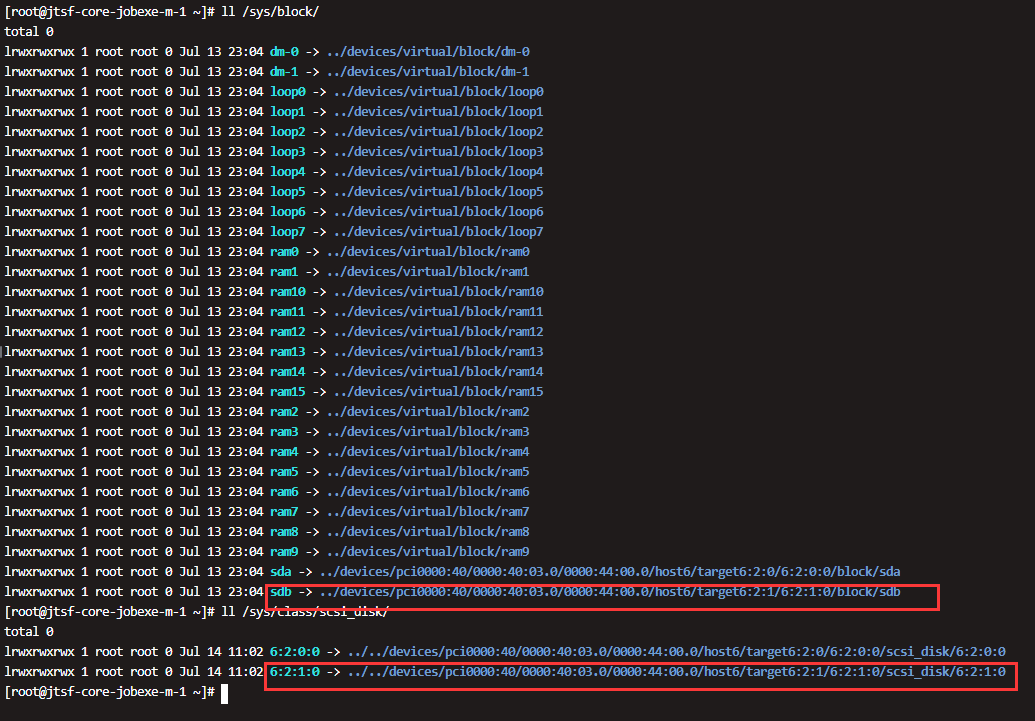 [root@jtsf-core-jobexe-m-1 ~]# ll /sys/block/
total 0
lrwxrwxrwx 1 root root 0 Jul 13 23:04 dm-0 -> ../devices/virtual/block/dm-0
lrwxrwxrwx 1 root root 0 Jul 13 23:04 dm-1 -> ../devices/virtual/block/dm-1
lrwxrwxrwx 1 root root 0 Jul 13 23:04 loop0 -> ../devices/virtual/block/loop0
lrwxrwxrwx 1 root root 0 Jul 13 23:04 loop1 -> ../devices/virtual/block/loop1
lrwxrwxrwx 1 root root 0 Jul 13 23:04 loop2 -> ../devices/virtual/block/loop2
lrwxrwxrwx 1 root root 0 Jul 13 23:04 loop3 -> ../devices/virtual/block/loop3
lrwxrwxrwx 1 root root 0 Jul 13 23:04 loop4 -> ../devices/virtual/block/loop4
lrwxrwxrwx 1 root root 0 Jul 13 23:04 loop5 -> ../devices/virtual/block/loop5
lrwxrwxrwx 1 root root 0 Jul 13 23:04 loop6 -> ../devices/virtual/block/loop6
lrwxrwxrwx 1 root root 0 Jul 13 23:04 loop7 -> ../devices/virtual/block/loop7
lrwxrwxrwx 1 root root 0 Jul 13 23:04 ram0 -> ../devices/virtual/block/ram0
lrwxrwxrwx 1 root root 0 Jul 13 23:04 ram1 -> ../devices/virtual/block/ram1
lrwxrwxrwx 1 root root 0 Jul 13 23:04 ram10 -> ../devices/virtual/block/ram10
lrwxrwxrwx 1 root root 0 Jul 13 23:04 ram11 -> ../devices/virtual/block/ram11
lrwxrwxrwx 1 root root 0 Jul 13 23:04 ram12 -> ../devices/virtual/block/ram12
lrwxrwxrwx 1 root root 0 Jul 13 23:04 ram13 -> ../devices/virtual/block/ram13
lrwxrwxrwx 1 root root 0 Jul 13 23:04 ram14 -> ../devices/virtual/block/ram14
lrwxrwxrwx 1 root root 0 Jul 13 23:04 ram15 -> ../devices/virtual/block/ram15
lrwxrwxrwx 1 root root 0 Jul 13 23:04 ram2 -> ../devices/virtual/block/ram2
lrwxrwxrwx 1 root root 0 Jul 13 23:04 ram3 -> ../devices/virtual/block/ram3
lrwxrwxrwx 1 root root 0 Jul 13 23:04 ram4 -> ../devices/virtual/block/ram4
lrwxrwxrwx 1 root root 0 Jul 13 23:04 ram5 -> ../devices/virtual/block/ram5
lrwxrwxrwx 1 root root 0 Jul 13 23:04 ram6 -> ../devices/virtual/block/ram6
lrwxrwxrwx 1 root root 0 Jul 13 23:04 ram7 -> ../devices/virtual/block/ram7
lrwxrwxrwx 1 root root 0 Jul 13 23:04 ram8 -> ../devices/virtual/block/ram8
lrwxrwxrwx 1 root root 0 Jul 13 23:04 ram9 -> ../devices/virtual/block/ram9
lrwxrwxrwx 1 root root 0 Jul 13 23:04 sda -> ../devices/pci0000:40/0000:40:03.0/0000:44:00.0/host6/target6:2:0/6:2:0:0/block/sda
lrwxrwxrwx 1 root root 0 Jul 13 23:04 sdb -> ../devices/pci0000:40/0000:40:03.0/0000:44:00.0/host6/target6:2:1/6:2:1:0/block/sdb
[root@jtsf-core-jobexe-m-1 ~]# ll /sys/class/scsi_disk/
total 0
lrwxrwxrwx 1 root root 0 Jul 14 11:02 6:2:0:0 -> ../../devices/pci0000:40/0000:40:03.0/0000:44:00.0/host6/target6:2:0/6:2:0:0/scsi_disk/6:2:0:0
lrwxrwxrwx 1 root root 0 Jul 14 11:02 6:2:1:0 -> ../../devices/pci0000:40/0000:40:03.0/0000:44:00.0/host6/target6:2:1/6:2:1:0/scsi_disk/6:2:1:0
[root@jtsf-core-jobexe-m-1 ~]#